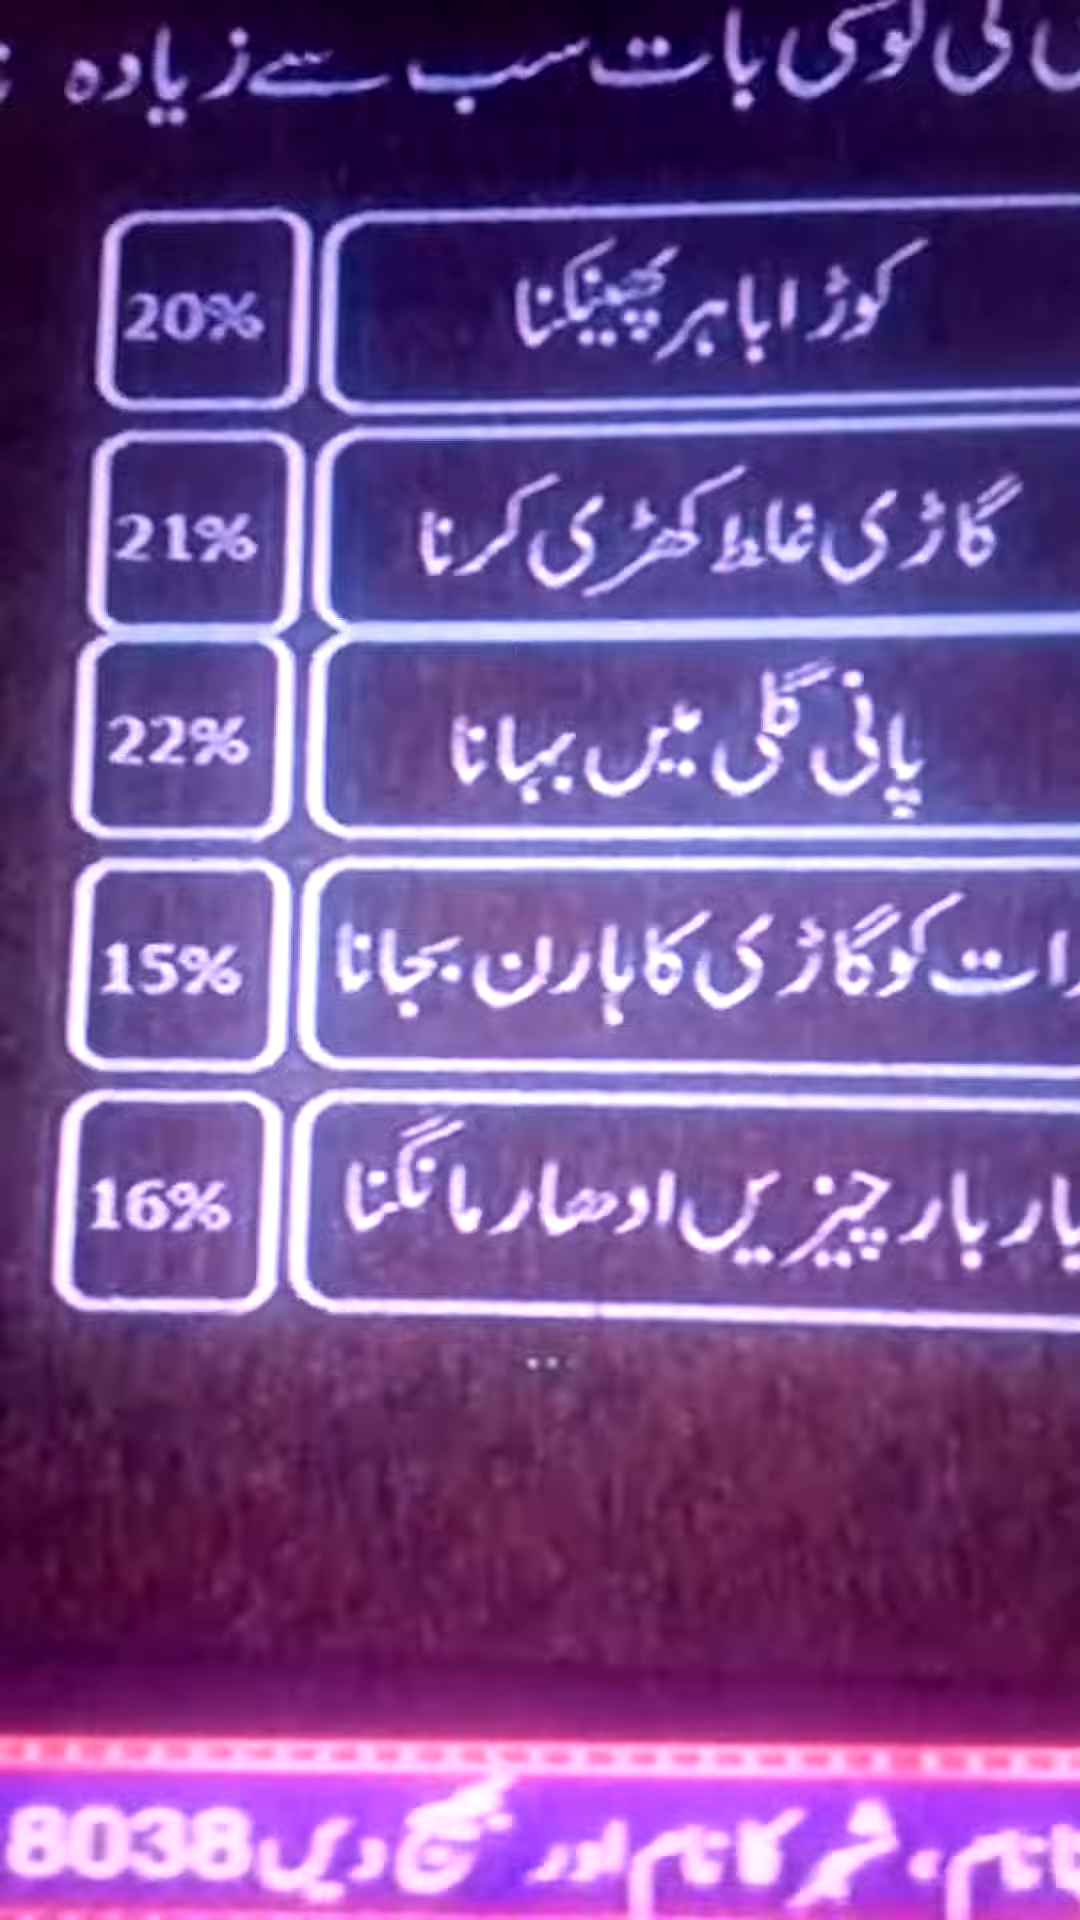 کی کونسی بات سب سے زیادہ
کوڑا باہر پھینکنا 20%
گاڑی غلط کھڑی کرنا 21%
پانی گلی میں بہانا 22%
رات کو گاڑی کا ہارن بجانا 15%
بار بار چیزیں ادھار مانگنا 16%
نام، شہر کا نام اور بھیج دیں 8038